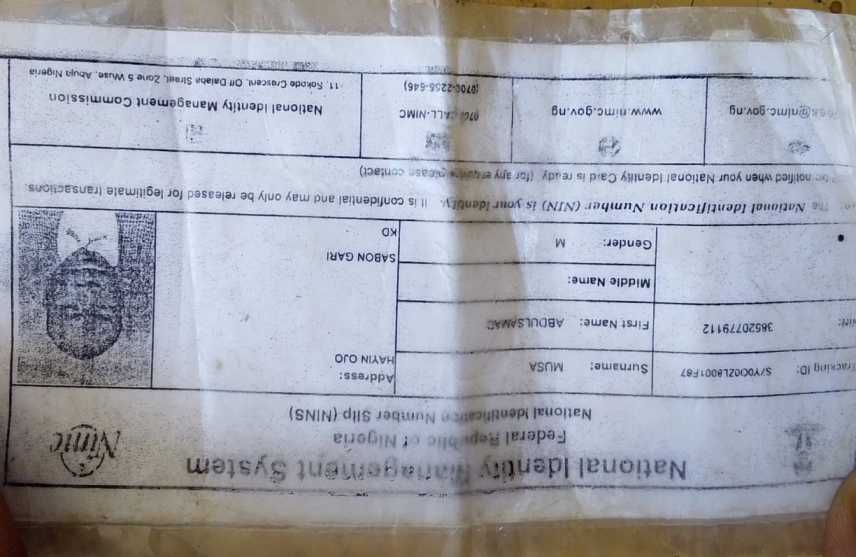 National Identity Management System
Federal Republic of Nigeria
National Identification Number Slip (NINS)
Nimc
Tracking ID:
Surname: MUSA
Address:
HAYIN OJO
NIN:
First Name: ABDULSAMAD
Middle Name:
Gender: M
SABON GARI
KD
The National Identification Number (NIN) is your identity. It is confidential and may only be released for legitimate transactions.
be notified when your National Identity Card is ready (for any enquiries please contact)
@nimc.gov.ng
www.nimc.gov.ng
CALL-NIMC
(0700-2255-646)
National Identity Management Commission
11, Sokode Crescent, Off Dalaba Street, Zone 5 Wuse, Abuja Nigeria